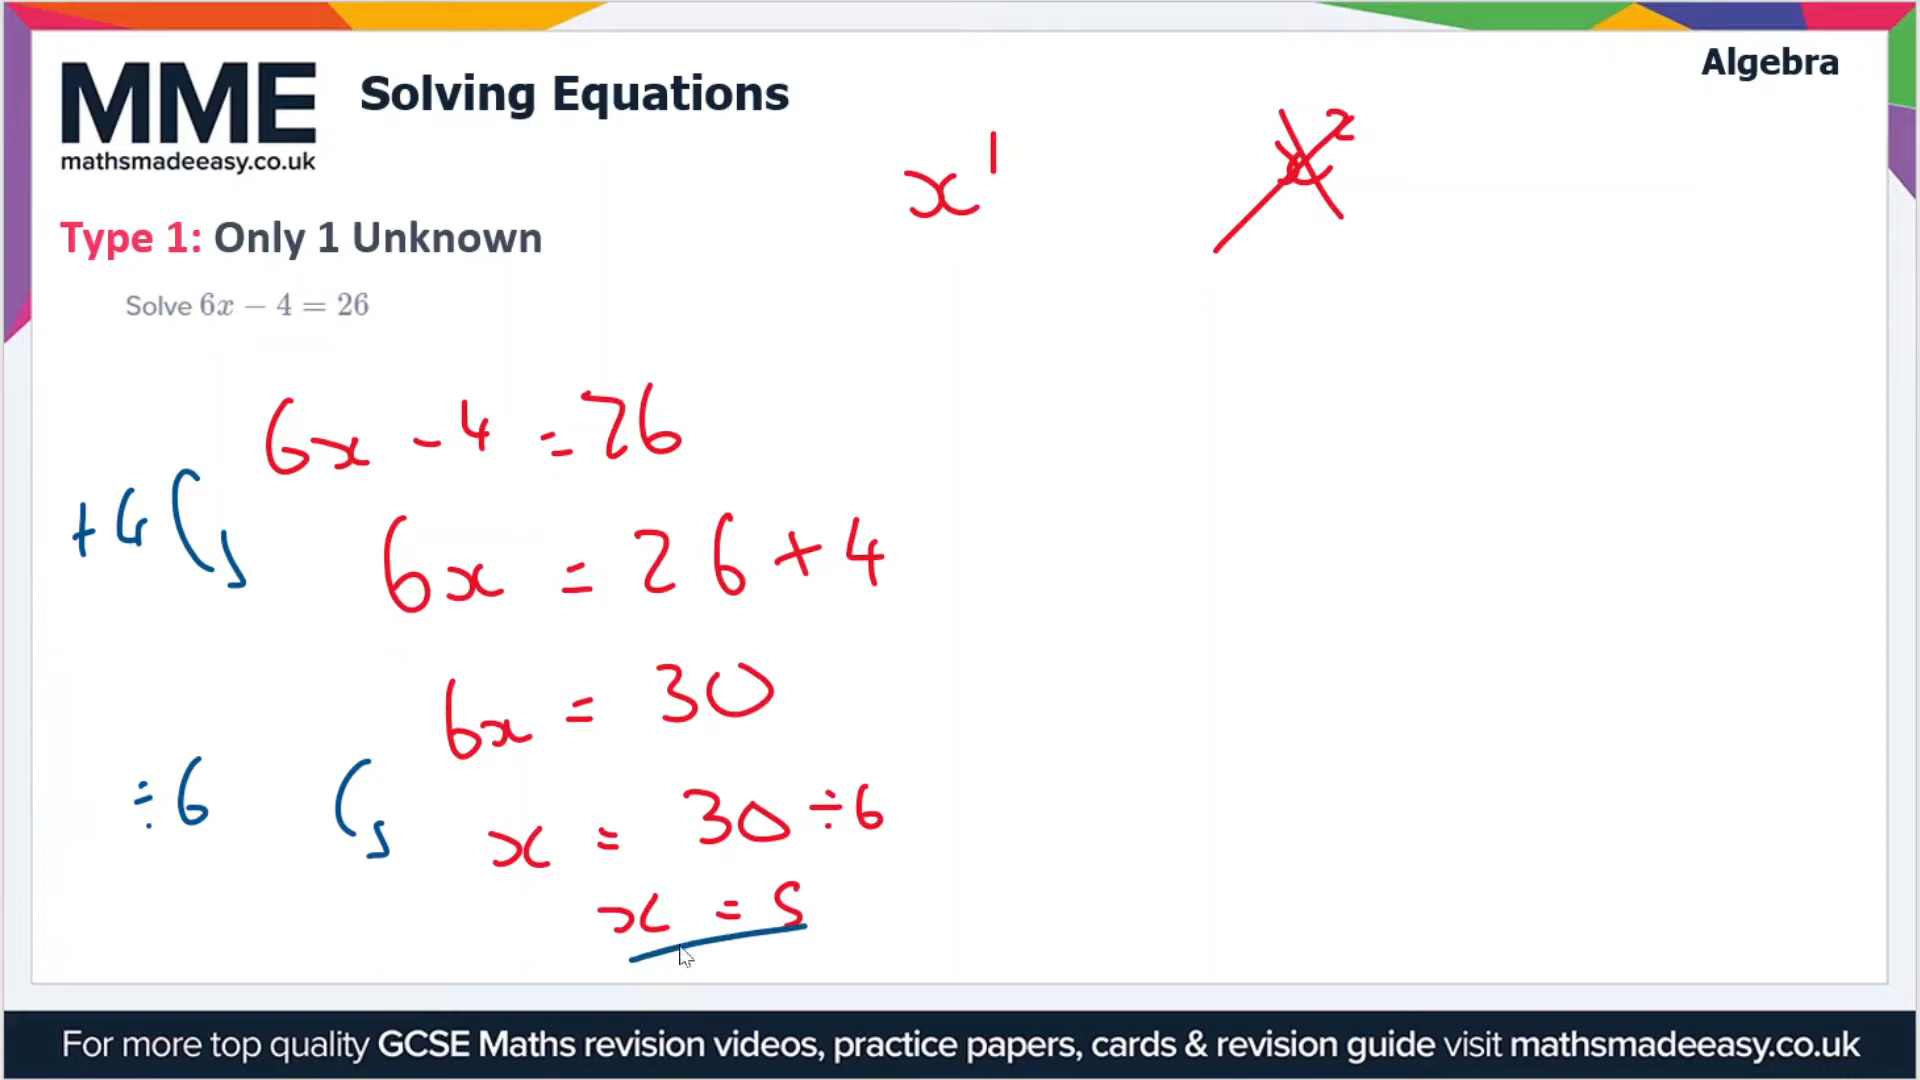 MME
mathsmadeeasy.co.uk
Solving Equations
Algebra
x¹
x²
Type 1: Only 1 Unknown
Solve 6x − 4 = 26
6x - 4 = 26
+4
6x = 26 + 4
6x = 30
÷6
x = 30 ÷ 6
x = 5
For more top quality GCSE Maths revision videos, practice papers, cards & revision guide visit mathsmadeeasy.co.uk